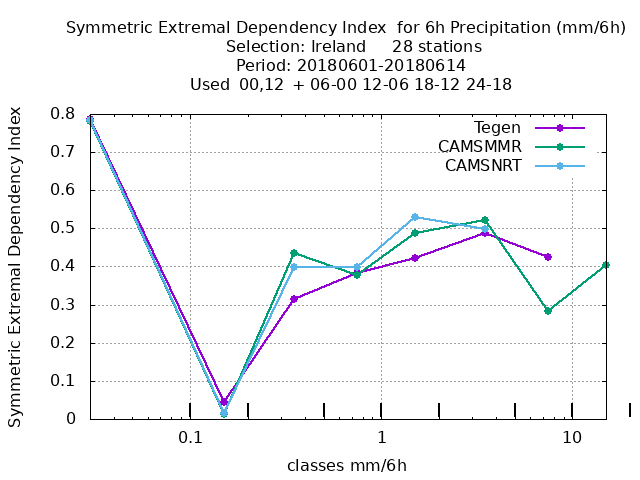 Symmetric Extremal Dependency Index  for 6h Precipitation (mm/6h)
Selection: Ireland     28 stations
Period: 20180601-20180614
Used  00,12  + 06-00 12-06 18-12 24-18
Symmetric Extremal Dependency Index
0.8
0.7
0.6
0.5
0.4
0.3
0.2
0.1
0
Tegen
CAMSMMR
CAMSNRT
0.1
1
10
classes mm/6h